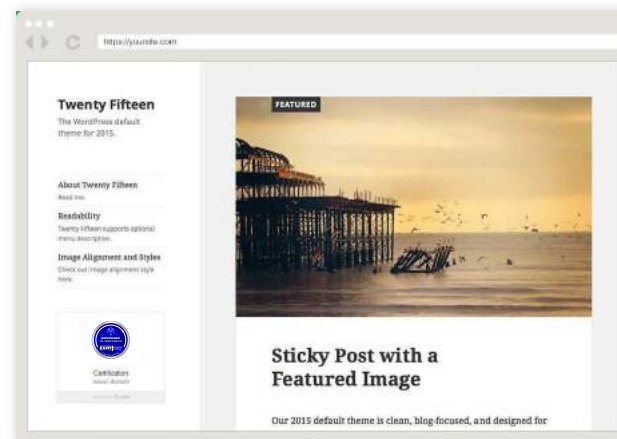 https://yoursite.com
Twenty Fifteen
The WordPress default
theme for 2015.
About Twenty Fifteen
Read me.
Readability
Twenty Fifteen supports optional
menu description.
Image Alignment and Styles
Check out image alignment style
here.
Certification
FEATURED
Sticky Post with a
Featured Image
Our 2015 default theme is clean, blog-focused, and designed for